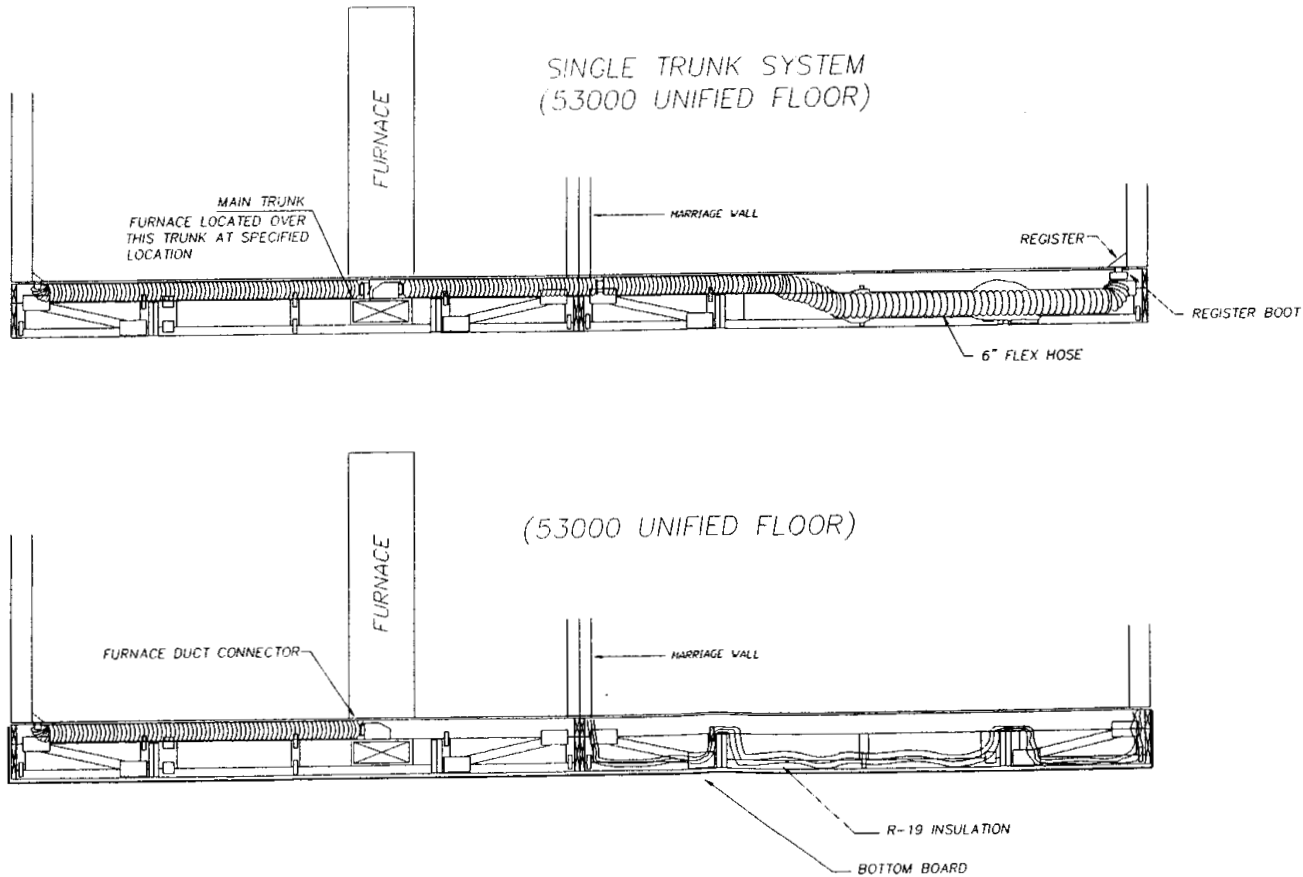 SINGLE TRUNK SYSTEM
(53000 UNIFIED FLOOR)
FURNACE
MAIN TRUNK
FURNACE LOCATED OVER
THIS TRUNK AT SPECIFIED
LOCATION
MARRIAGE WALL
REGISTER
REGISTER BOOT
6" FLEX HOSE
(53000 UNIFIED FLOOR)
FURNACE
FURNACE DUCT CONNECTOR
MARRIAGE WALL
R-19 INSULATION
BOTTOM BOARD